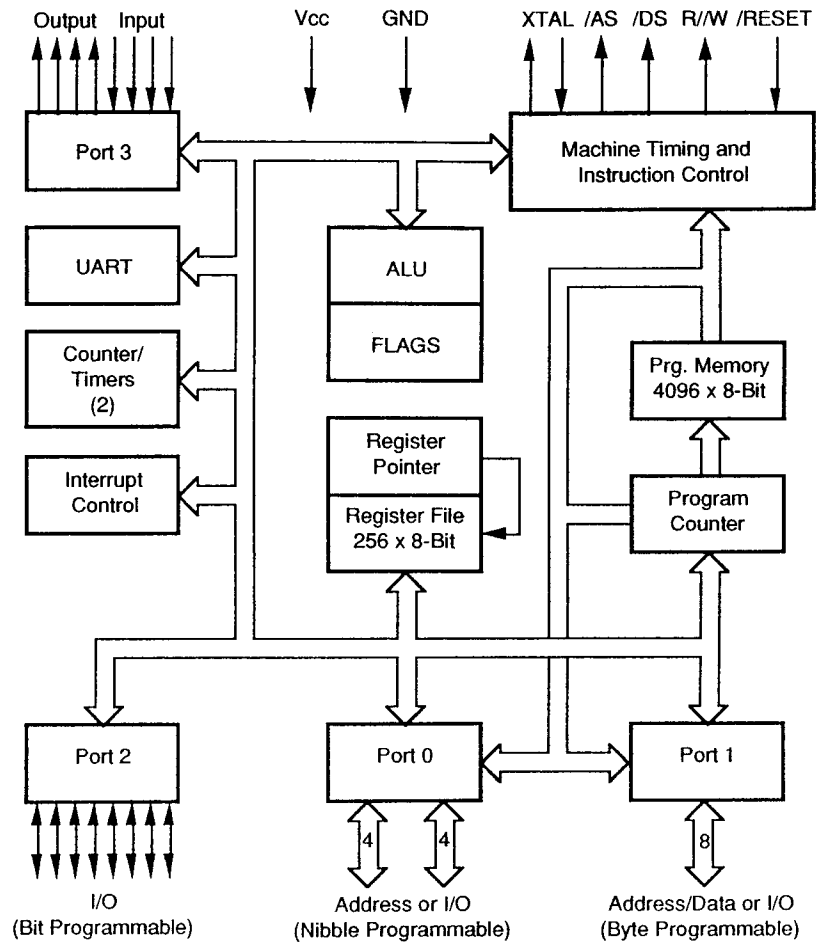 Output Input Vcc GND XTAL /AS /DS R//W /RESET
Port 3
Machine Timing and
Instruction Control
UART
ALU
FLAGS
Counter/
Timers
(2)
Prg. Memory
4096 x 8-Bit
Register
Pointer
Interrupt
Control
Register File
256 x 8-Bit
Program
Counter
Port 2
Port 0
Port 1
4
4
8
I/O
(Bit Programmable)
Address or I/O
(Nibble Programmable)
Address/Data or I/O
(Byte Programmable)